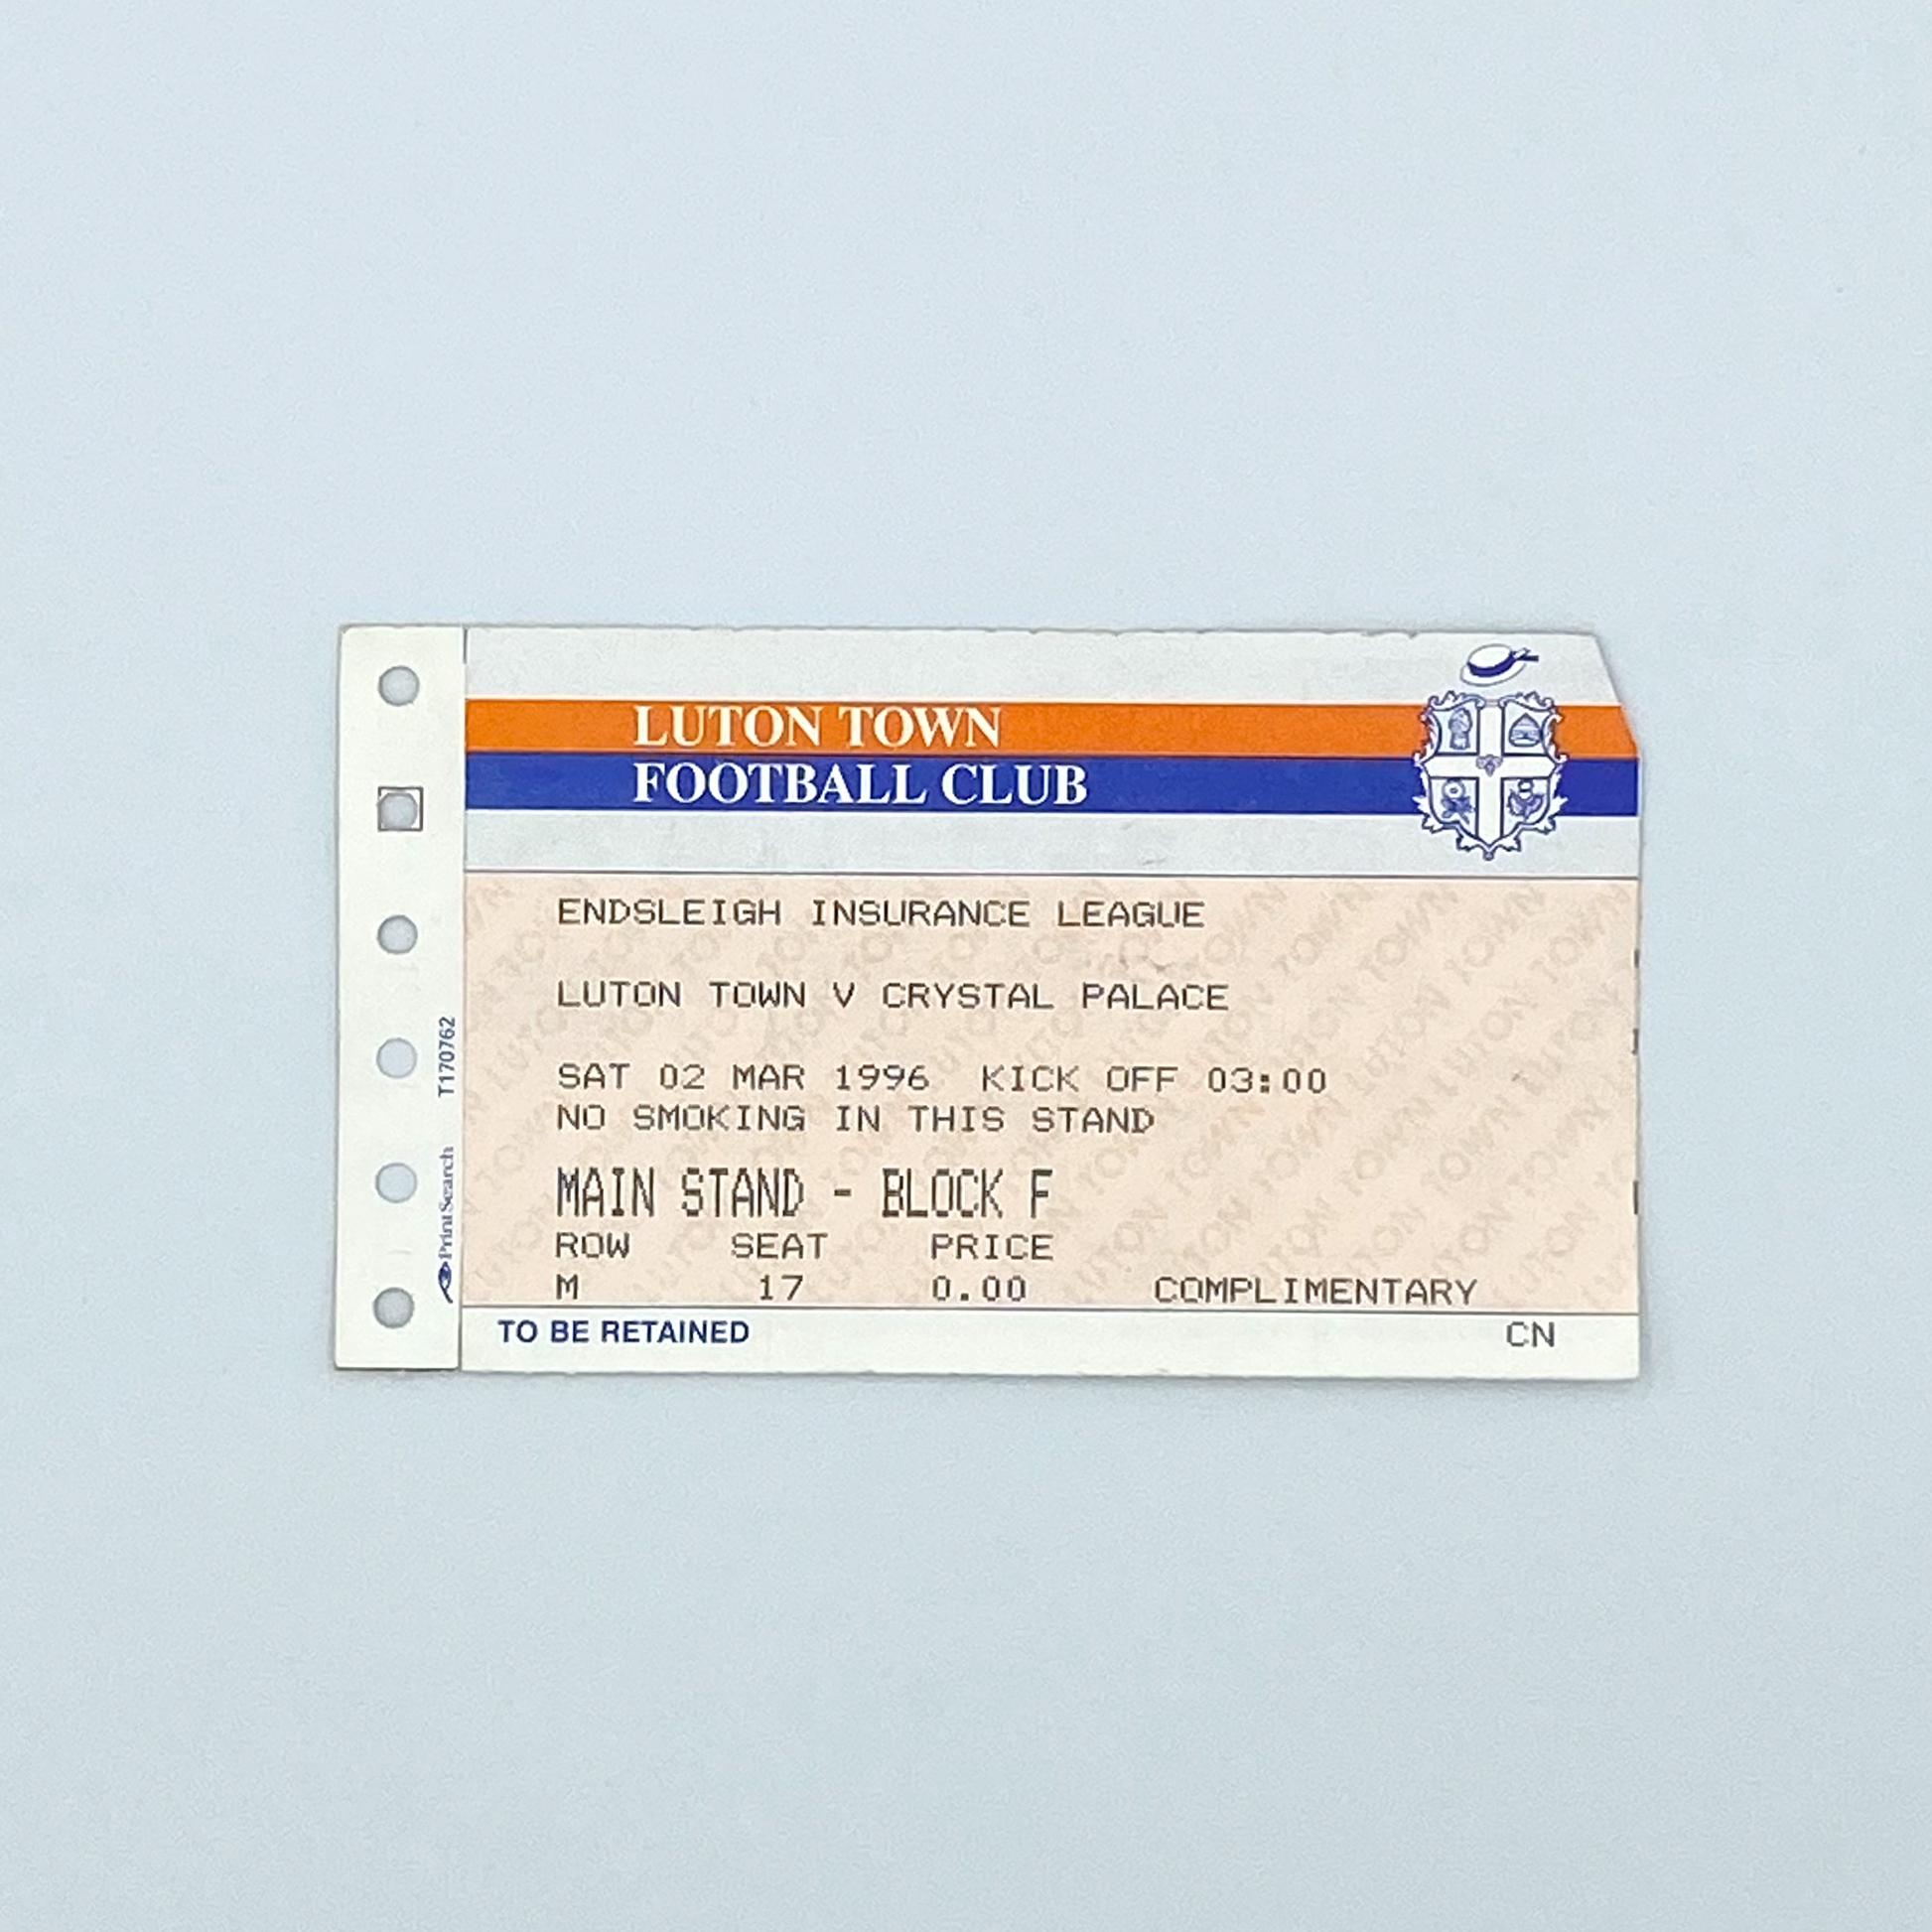 LUTON TOWN
FOOTBALL CLUB
ENDSLEIGH INSURANCE LEAGUE
LUTON TOWN V CRYSTAL PALACE
SAT 02 MAR 1996 KICK OFF 03:00
NO SMOKING IN THIS STAND
MAIN STAND - BLOCK F
ROW SEAT PRICE
M 17 0.00 COMPLIMENTARY
TO BE RETAINED CN
PrintSearch T170762